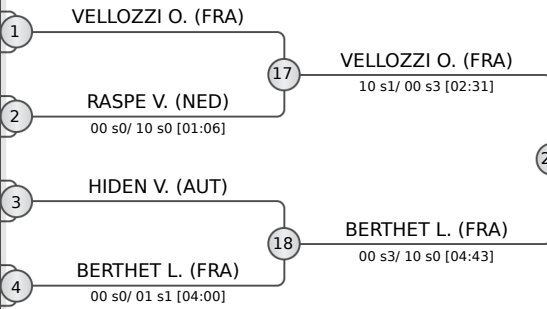 VELLOZZI O. (FRA)
1
17
VELLOZZI O. (FRA)
10 s1/ 00 s3 [02:31]
RASPE V. (NED)
2
00 s0/ 10 s0 [01:06]
2
HIDEN V. (AUT)
3
18
BERTHET L. (FRA)
00 s3/ 10 s0 [04:43]
BERTHET L. (FRA)
4
00 s0/ 01 s1 [04:00]